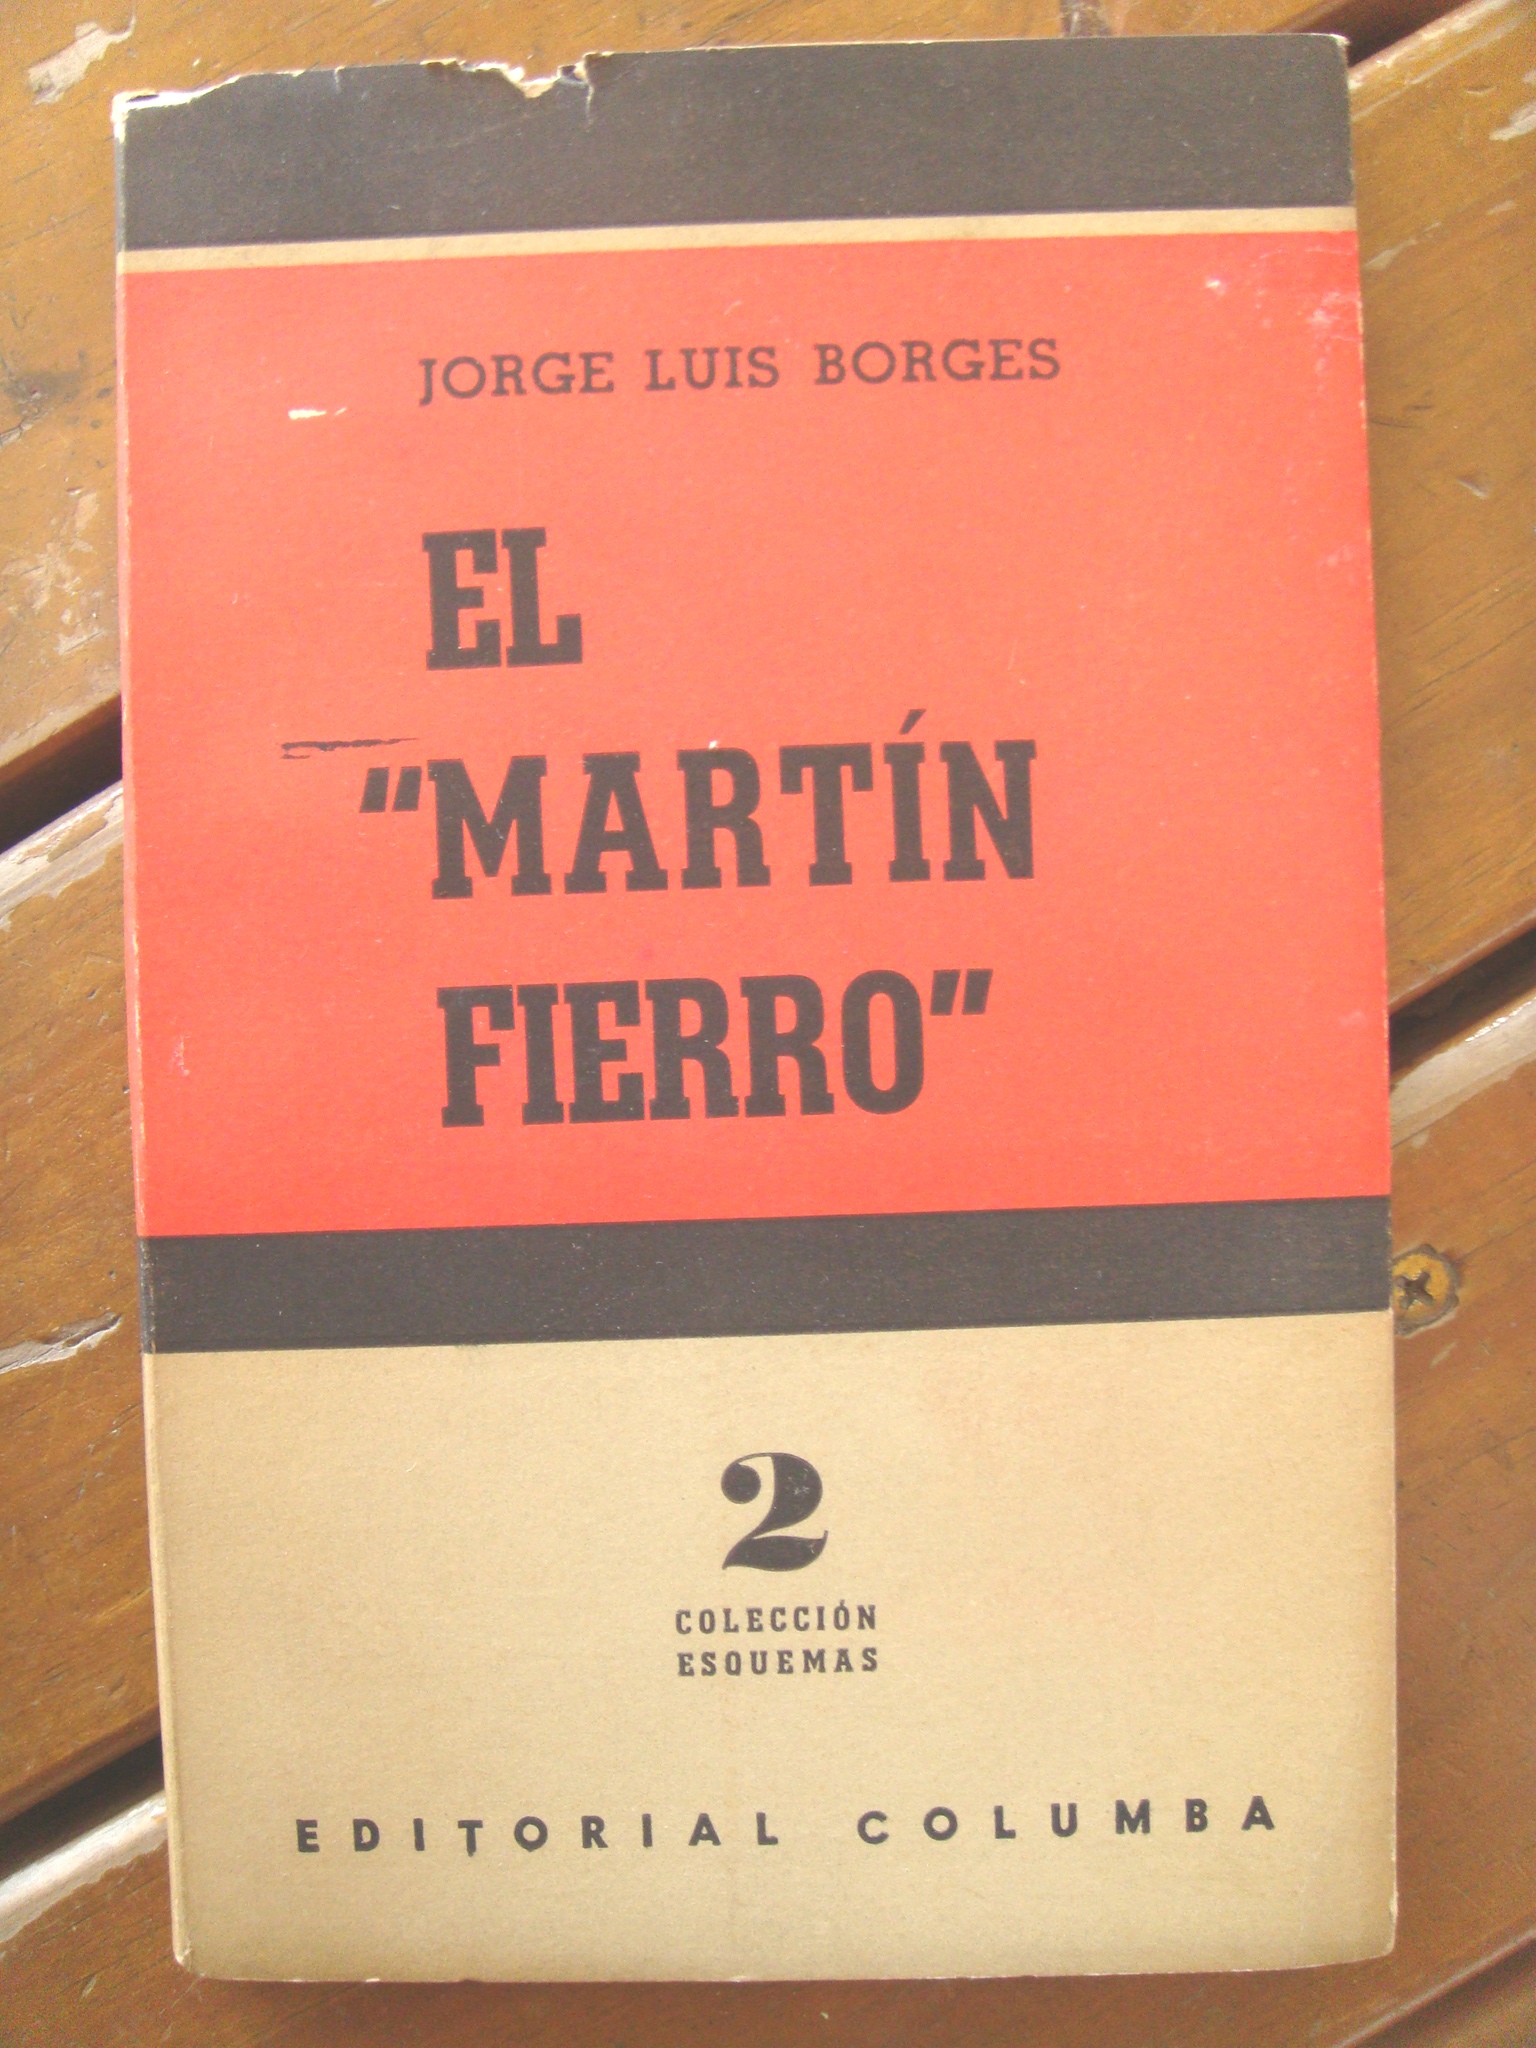 JORGE LUIS BORGES
EL
"MARTÍN
FIERRO"
2
COLECCIÓN
ESQUEMAS
EDITORIAL COLUMBA